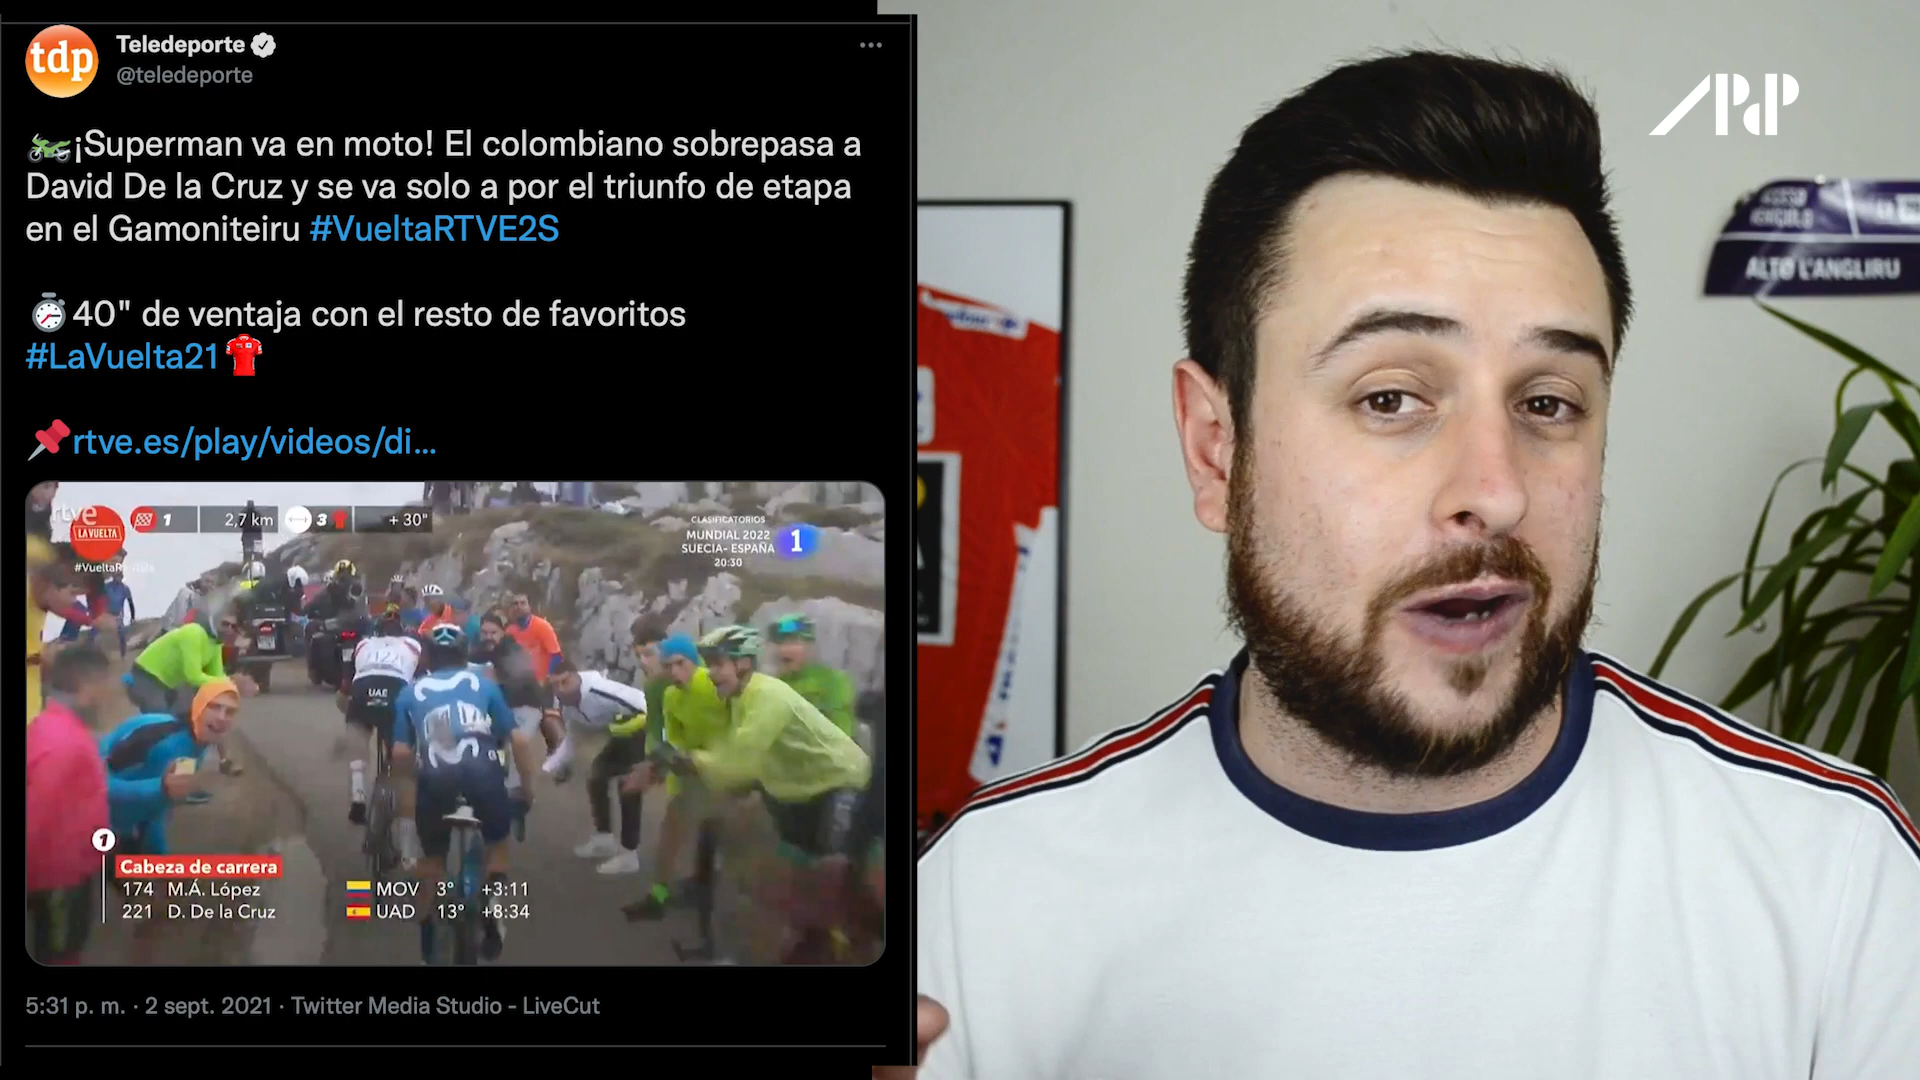 tdp
Teledeporte
@teledeporte
¡Superman va en moto! El colombiano sobrepasa a
David De la Cruz y se va solo a por el triunfo de etapa
en el Gamoniteiru #VueltaRTVE2S
40" de ventaja con el resto de favoritos
#LaVuelta21
rtve.es/play/videos/di...
rtve
LA VUELTA
1 2,7 km 3 + 30"
CLASIFICATORIOS
MUNDIAL 2022
SUECIA- ESPAÑA
20:30
1
UAE
1
Cabeza de carrera
174 M.Á. López MOV 3° +3:11
221 D. De la Cruz UAD 13° +8:34
5:31 p. m. · 2 sept. 2021 · Twitter Media Studio - LiveCut
ALTO L'ANGLIRU